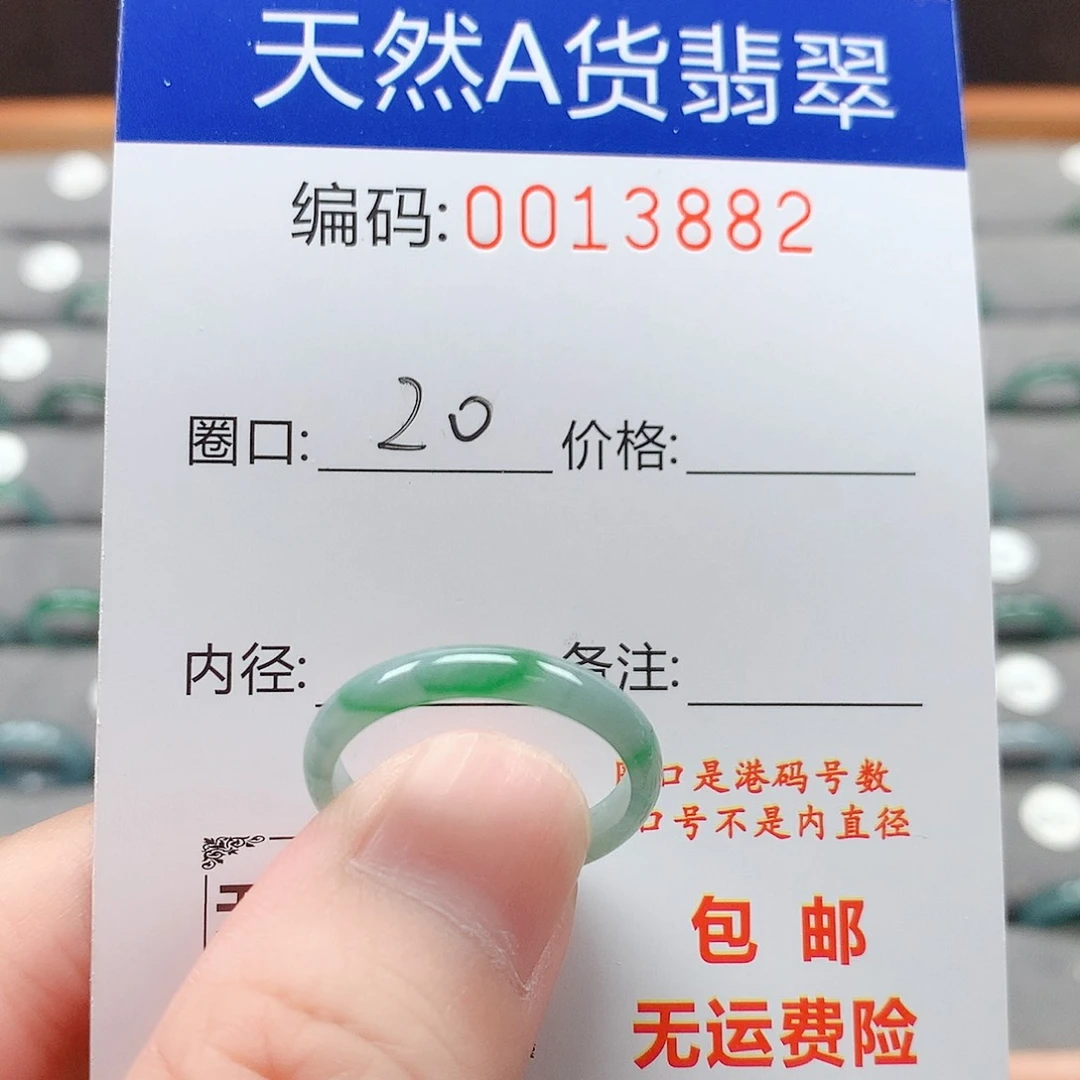 天然A货翡翠
编码:0013882
圈口: 20 价格:
内径: 备注:
口是港码号数
口号不是内直径
包邮
无运费险